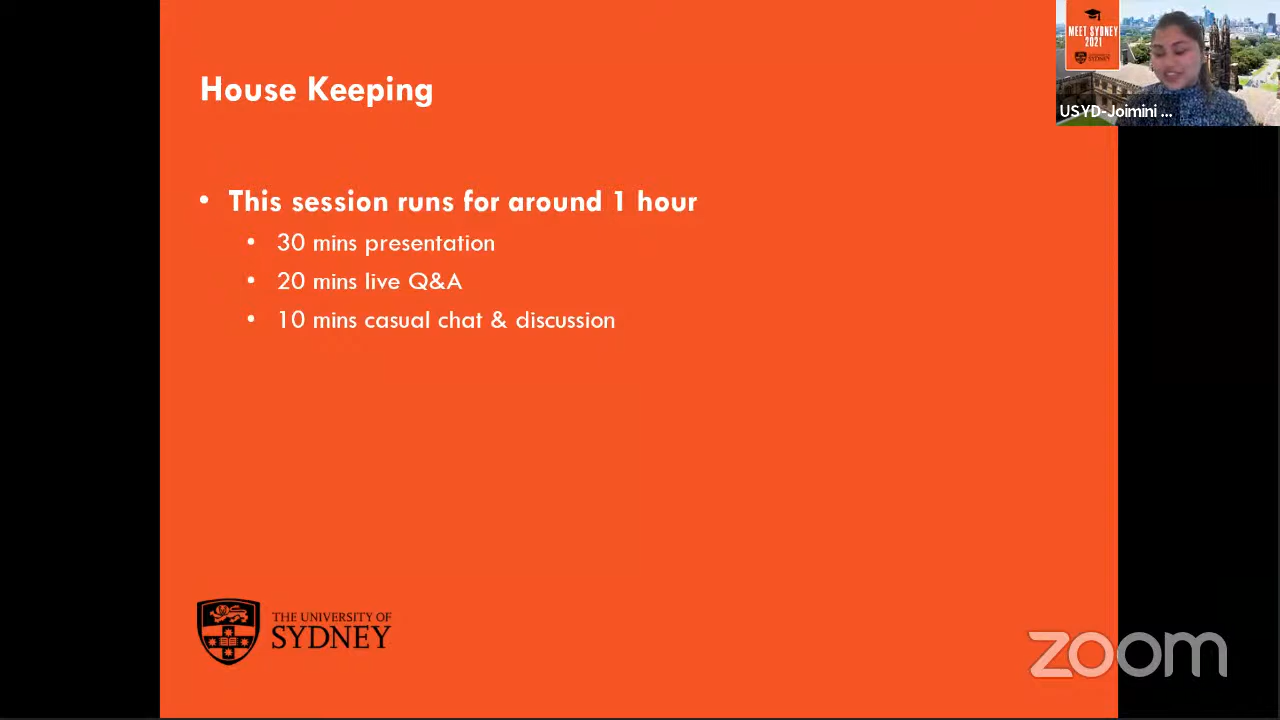 House Keeping
• This session runs for around 1 hour
• 30 mins presentation
• 20 mins live Q&A
• 10 mins casual chat & discussion
THE UNIVERSITY OF
SYDNEY
zoom
MEET SYDNEY
2021
SYDNEY
USYD-Joimini ...